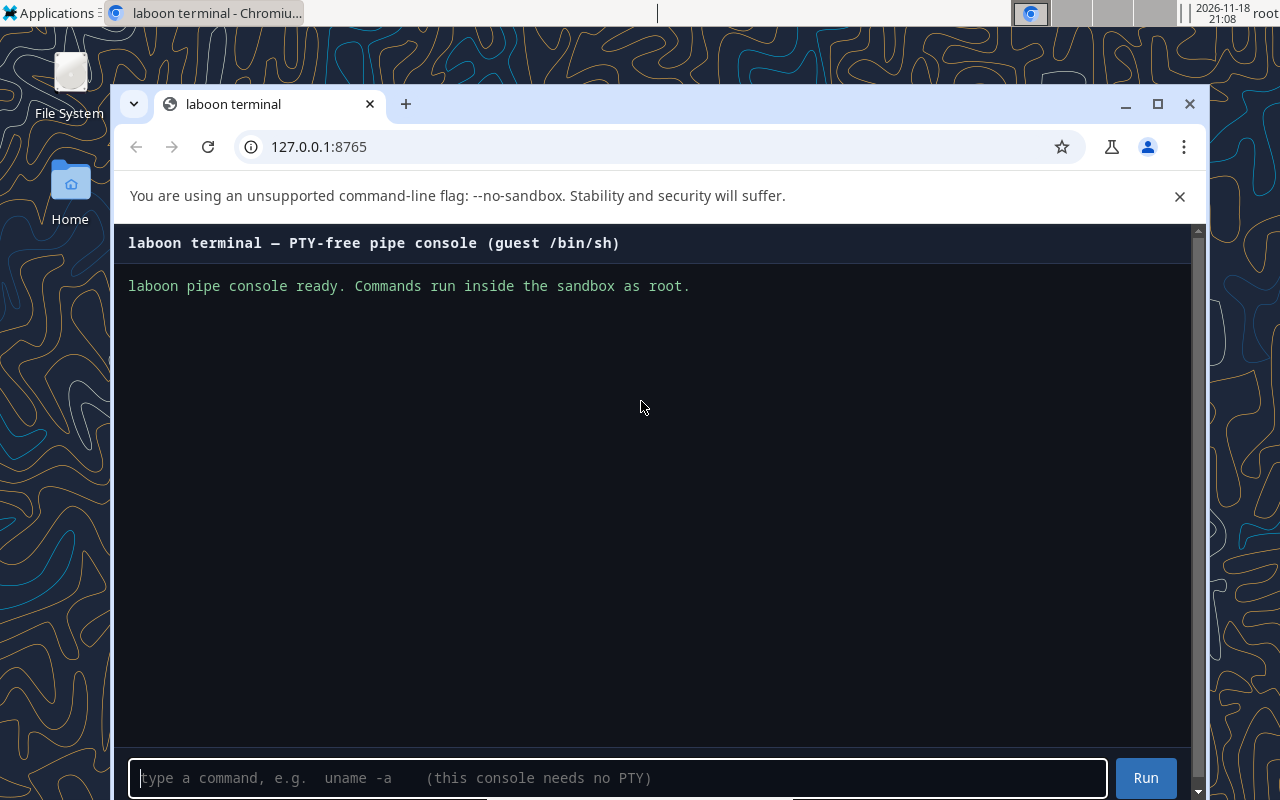 Applications
laboon terminal - Chromiu...
2026-11-18
21:08
root
File System
Home
laboon terminal
127.0.0.1:8765
You are using an unsupported command-line flag: --no-sandbox. Stability and security will suffer.
laboon terminal — PTY-free pipe console (guest /bin/sh)
laboon pipe console ready. Commands run inside the sandbox as root.
type a command, e.g.  uname -a    (this console needs no PTY)
Run